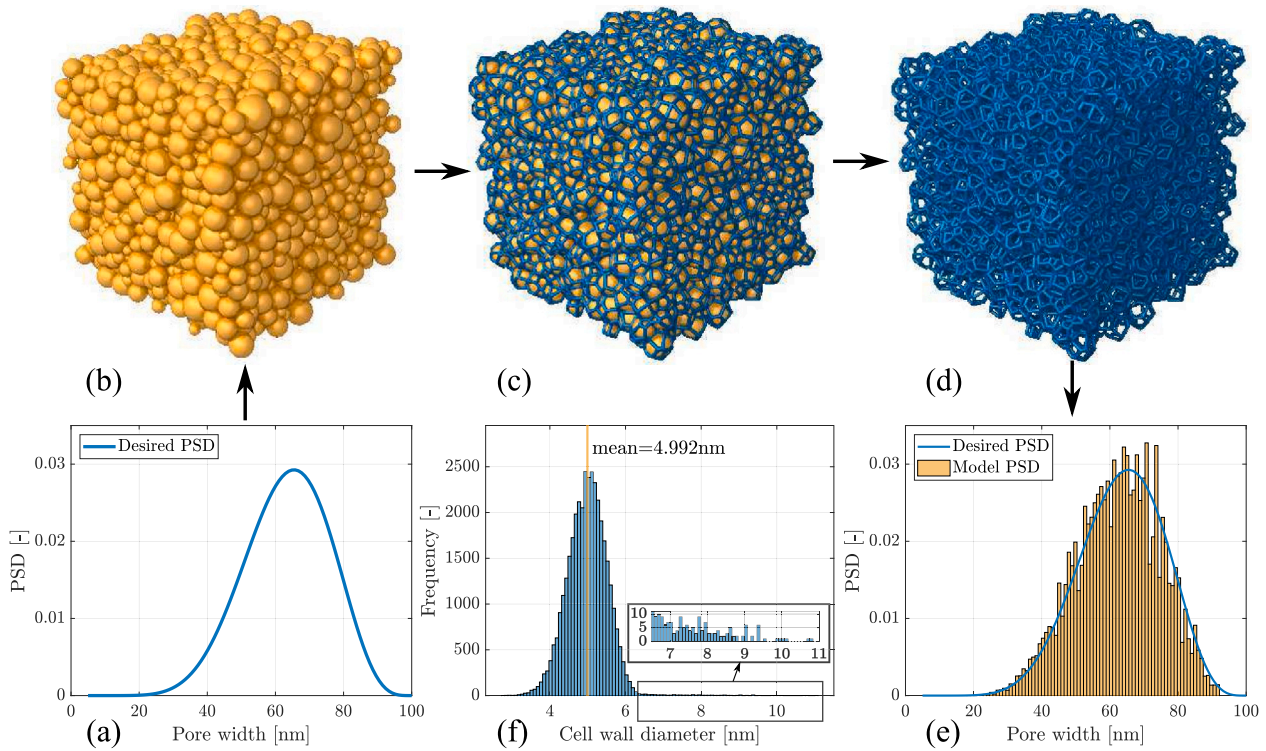 (b)
(c)
(d)
Desired PSD
0.03
0.02
0.01
0
PSD [-]
0 20 40 60 80 100
Pore width [nm]
(a)
mean=4.992nm
2500
2000
1500
1000
500
0
Frequency [-]
10
5
0
7 8 9 10 11
4 6 8 10
Cell wall diameter [nm]
(f)
Desired PSD
Model PSD
0.03
0.02
0.01
0
PSD [-]
0 20 40 60 80 100
Pore width [nm]
(e)